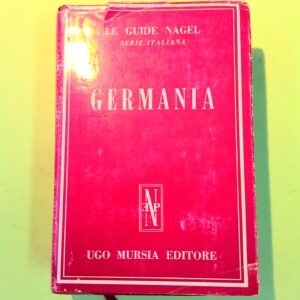 LE GUIDE NAGEL
SERIE ITALIANA
GERMANIA
UGO MURSIA EDITORE